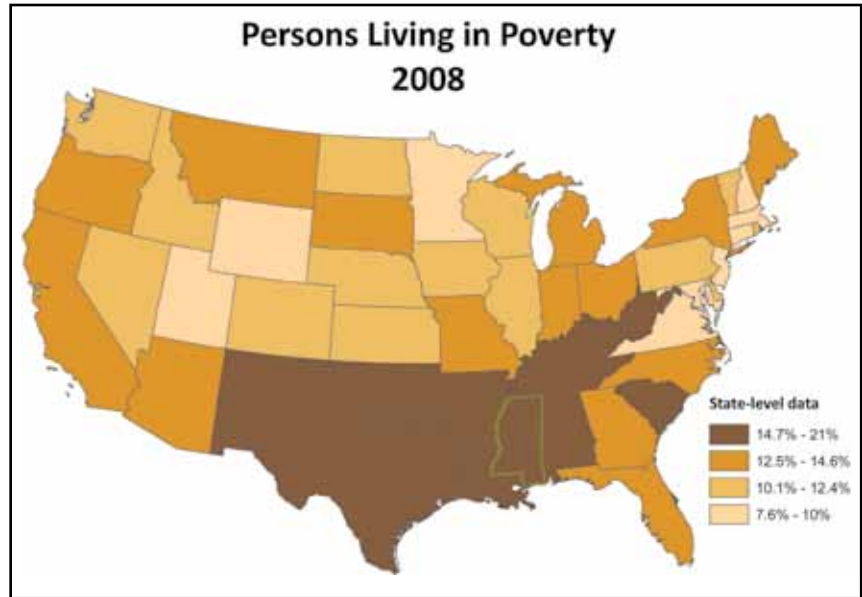 Persons Living in Poverty
2008
State-level data
14.7% - 21%
12.5% - 14.6%
10.1% - 12.4%
7.6% - 10%